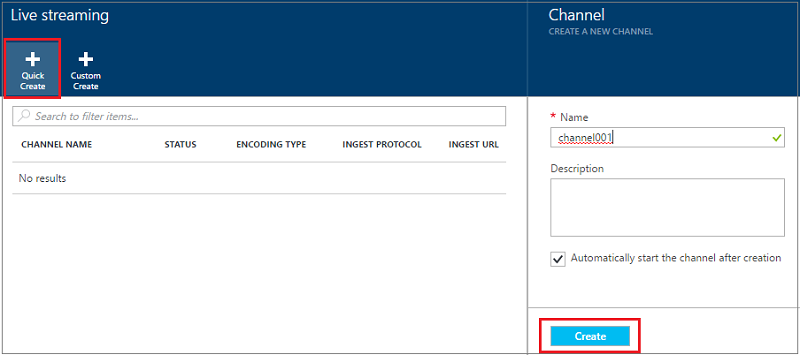 Live streaming
Quick
Create
Custom
Create
Search to filter items...
CHANNEL NAME STATUS ENCODING TYPE INGEST PROTOCOL INGEST URL
No results
Channel
CREATE A NEW CHANNEL
* Name
channel001
Description
Automatically start the channel after creation
Create